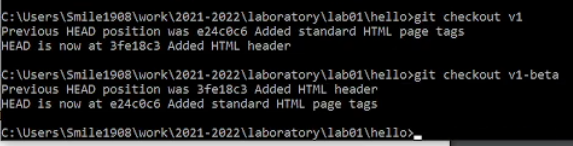 C:\Users\Smile1908\work\2021-2022\laboratory\lab01\hello>git checkout v1
Previous HEAD position was e24c0c6 Added standard HTML page tags
HEAD is now at 3fe18c3 Added HTML header
C:\Users\Smile1908\work\2021-2022\laboratory\lab01\hello>git checkout v1-beta
Previous HEAD position was 3fe18c3 Added HTML header
HEAD is now at e24c0c6 Added standard HTML page tags
C:\Users\Smile1908\work\2021-2022\laboratory\lab01\hello>